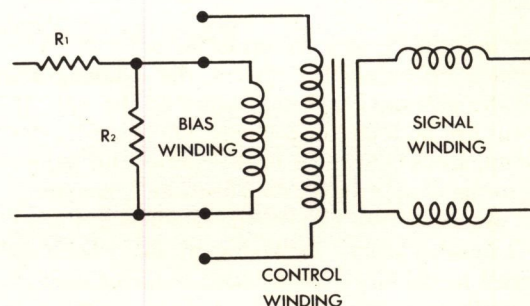 R1
R2
BIAS
WINDING
SIGNAL
WINDING
CONTROL
WINDING